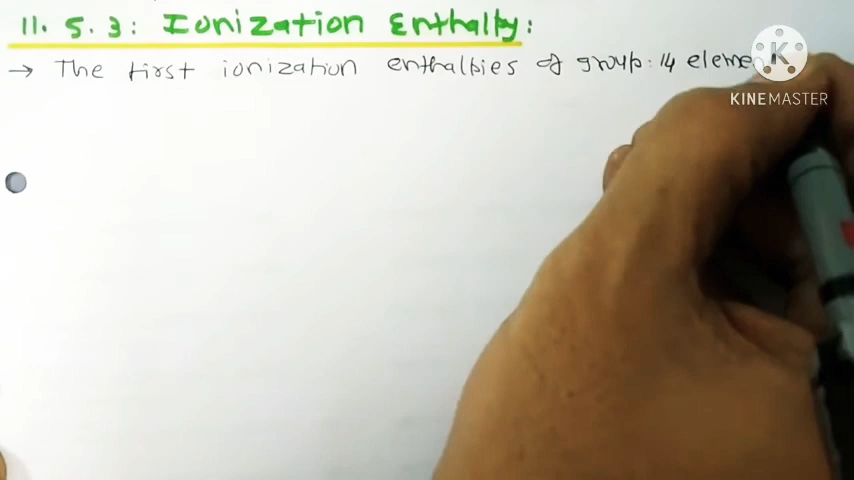 11. 5. 3: Ionization Enthalpy:
→ The first ionization enthalpies of group: 14 eleme
K
KINEMASTER